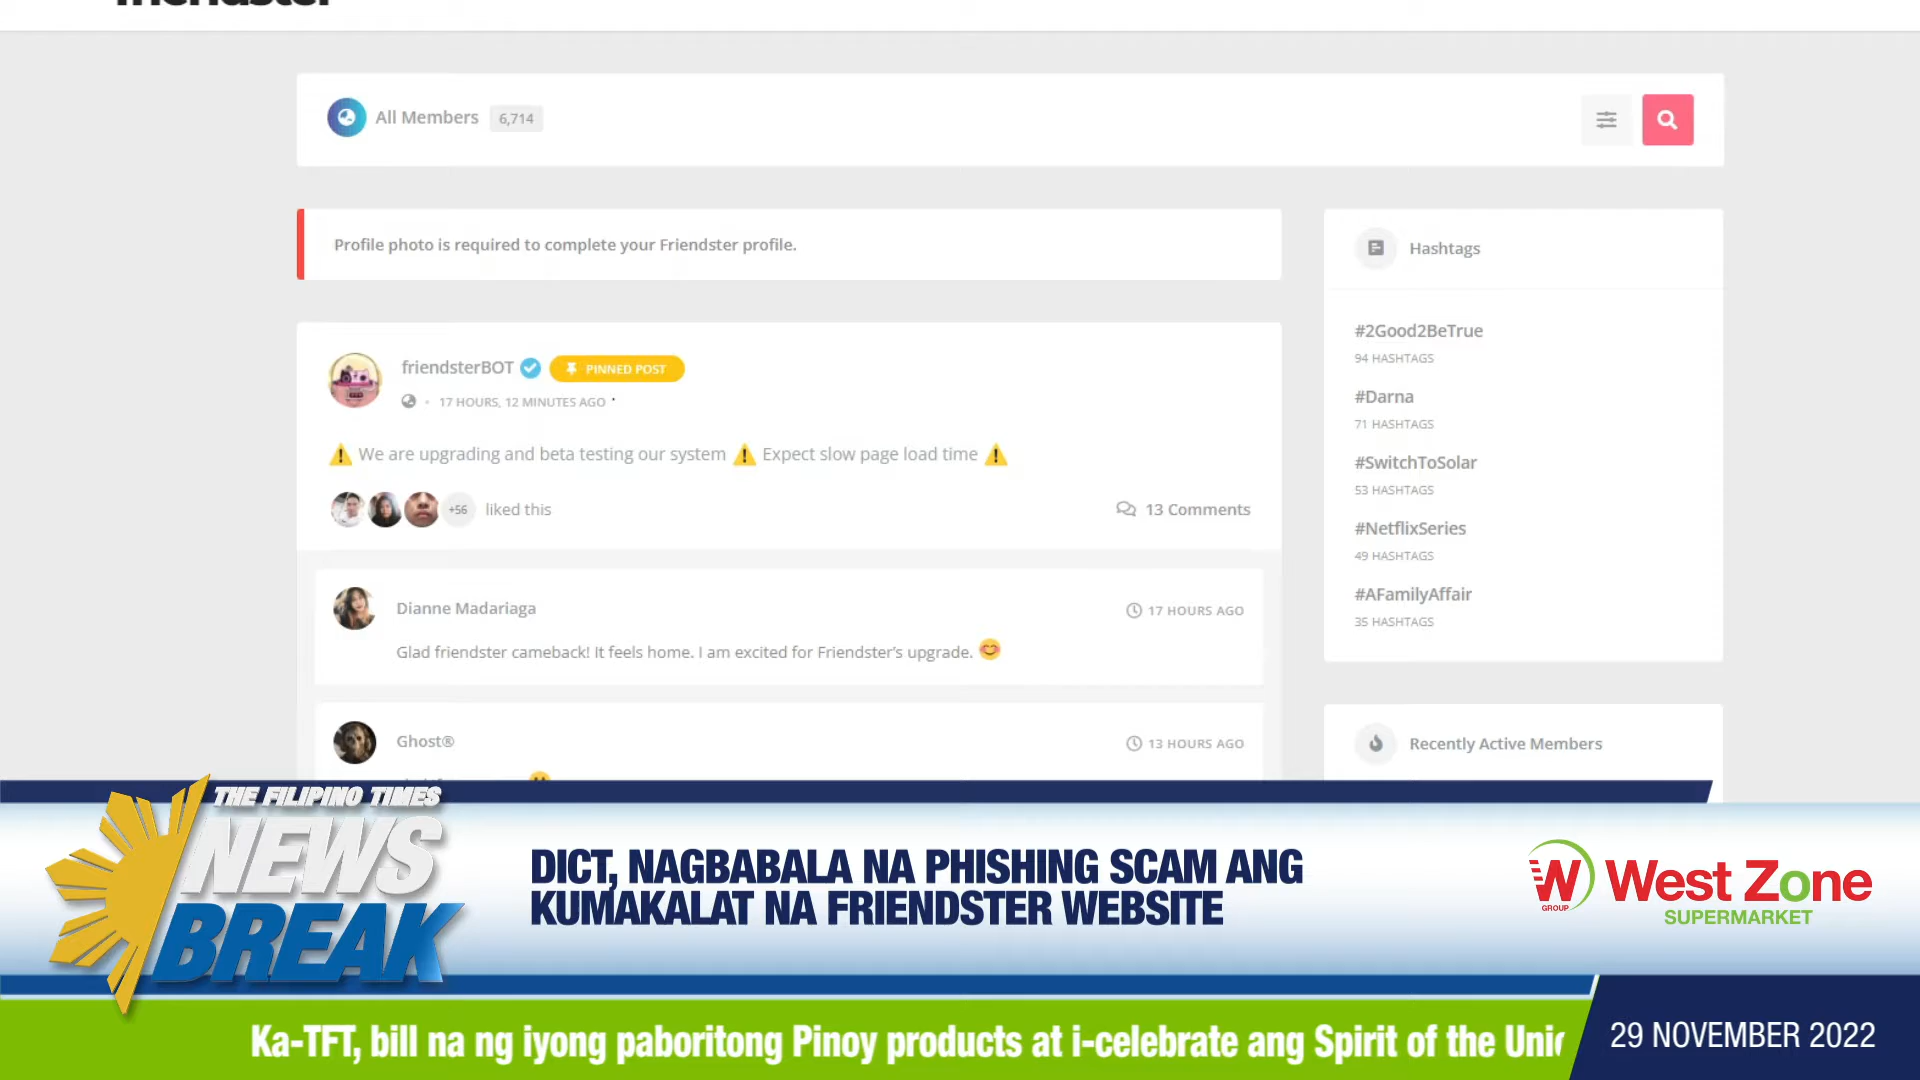 friendster
All Members 6,714
Profile photo is required to complete your Friendster profile.
Hashtags
#2Good2BeTrue
94 HASHTAGS
#Darna
71 HASHTAGS
#SwitchToSolar
53 HASHTAGS
#NetflixSeries
49 HASHTAGS
#AFamilyAffair
35 HASHTAGS
friendsterBOT PINNED POST
17 HOURS, 12 MINUTES AGO
⚠️ We are upgrading and beta testing our system ⚠️ Expect slow page load time ⚠️
+56 liked this
13 Comments
Dianne Madariaga
17 HOURS AGO
Glad friendster cameback! It feels home. I am excited for Friendster's upgrade. 😊
Ghost®
13 HOURS AGO
Recently Active Members
THE FILIPINO TIMES
NEWS
BREAK
DICT, NAGBABALA NA PHISHING SCAM ANG
KUMAKALAT NA FRIENDSTER WEBSITE
W
GROUP
West Zone
SUPERMARKET
Ka-TFT, bill na ng iyong paboritong Pinoy products at i-celebrate ang Spirit of the
29 NOVEMBER 2022